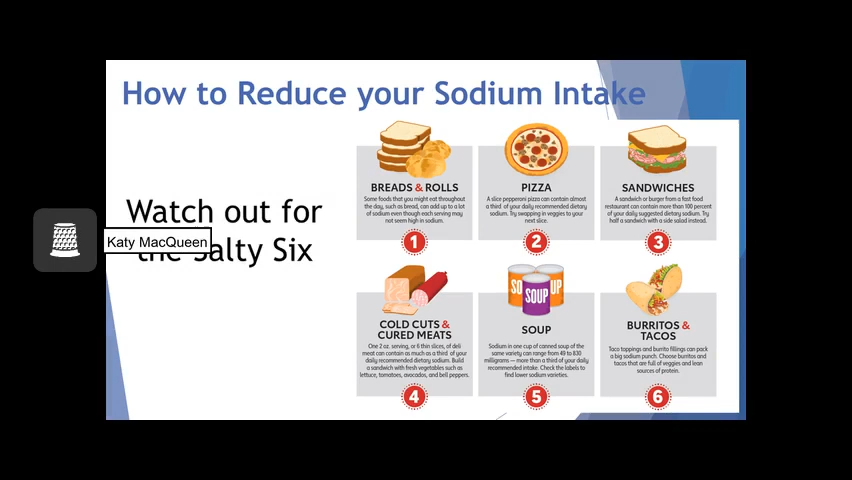 How to Reduce your Sodium Intake
Watch out for
the Salty Six
Katy MacQueen
BREADS & ROLLS
Some foods that you might eat throughout
the day, such as bread, can add up to a lot
of sodium even though each serving may
not seem high in sodium.
1
PIZZA
A slice pepperoni pizza can contain almost
a third of your daily recommended dietary
sodium. Try swapping in veggies to your
next slice.
2
SANDWICHES
A sandwich or burger from a fast food
restaurant can contain more than 100 percent
of your daily suggested dietary sodium. Try
half a sandwich with a side salad instead.
3
COLD CUTS &
CURED MEATS
One 2 oz. serving, or 6 thin slices, of deli
meat can contain as much as a third of your
daily recommended dietary sodium. Build
a sandwich with fresh vegetables such as
lettuce, tomatoes, avocados, and bell peppers.
4
SO
SOUP
UP
SOUP
Sodium in one cup of canned soup of the
same variety can range from 49 to 830
milligrams — more than a third of your daily
recommended intake. Check the labels to
find lower sodium varieties.
5
BURRITOS &
TACOS
Taco toppings and burrito fillings can pack
a big sodium punch. Choose burritos and
tacos that are full of veggies and lean
sources of protein.
6